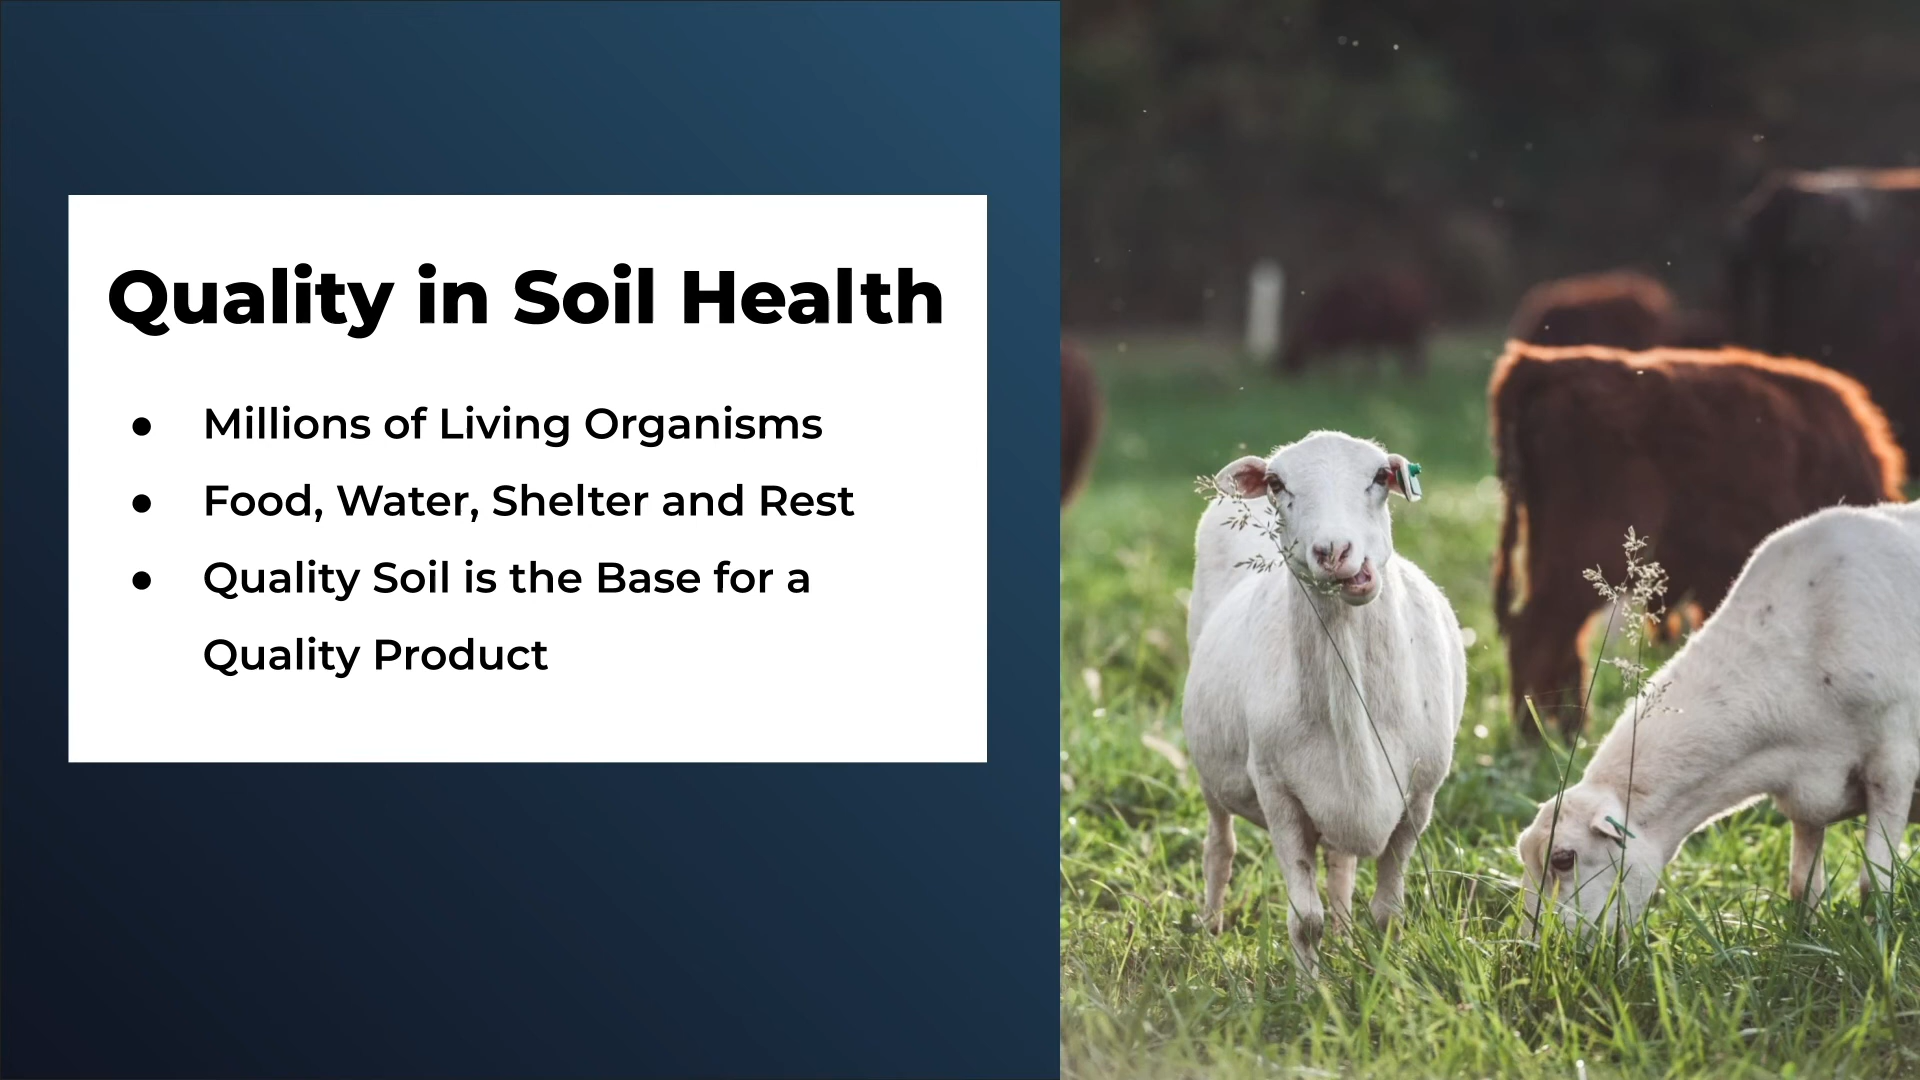 Quality in Soil Health
● Millions of Living Organisms
● Food, Water, Shelter and Rest
● Quality Soil is the Base for a
Quality Product